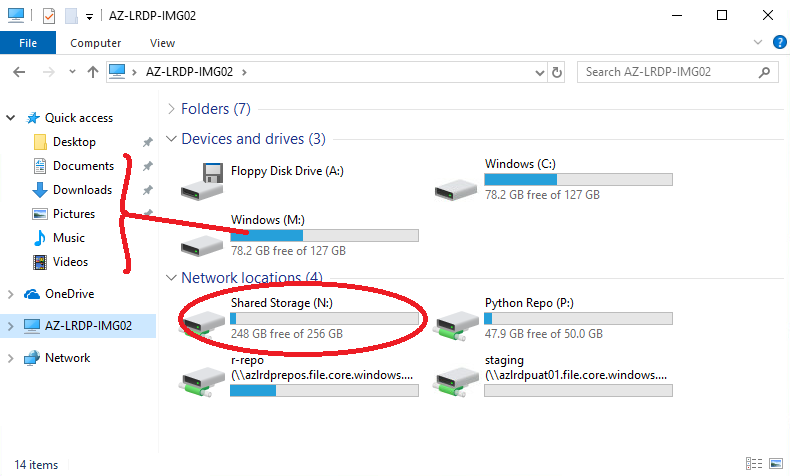 AZ-LRDP-IMG02
File Computer View
AZ-LRDP-IMG02
Search AZ-LRDP-IMG02
Quick access
Desktop
Documents
Downloads
Pictures
Music
Videos
OneDrive
AZ-LRDP-IMG02
Network
Folders (7)
Devices and drives (3)
Floppy Disk Drive (A:)
Windows (C:)
78.2 GB free of 127 GB
Windows (M:)
78.2 GB free of 127 GB
Network locations (4)
Shared Storage (N:)
248 GB free of 256 GB
Python Repo (P:)
47.9 GB free of 50.0 GB
r-repo
(\\azlrdprepos.file.core.windows....
staging
(\\azlrdpuat01.file.core.windows....
14 items